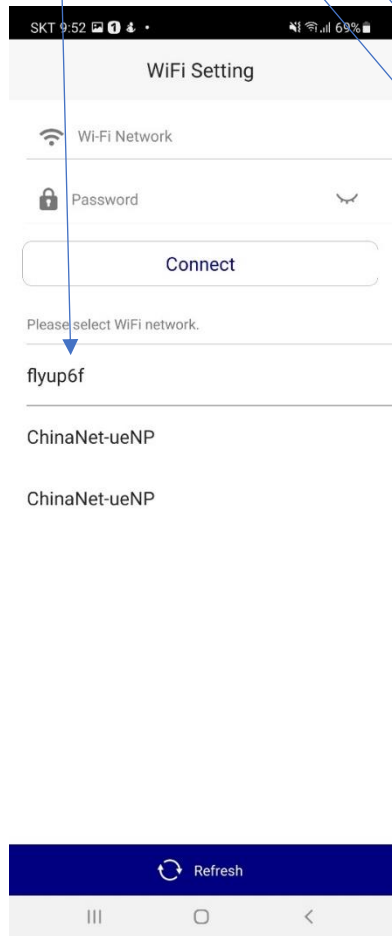 SKT 9:52 1 69%
WiFi Setting
Wi-Fi Network
Password
Connect
Please select WiFi network.
flyup6f
ChinaNet-ueNP
ChinaNet-ueNP
Refresh